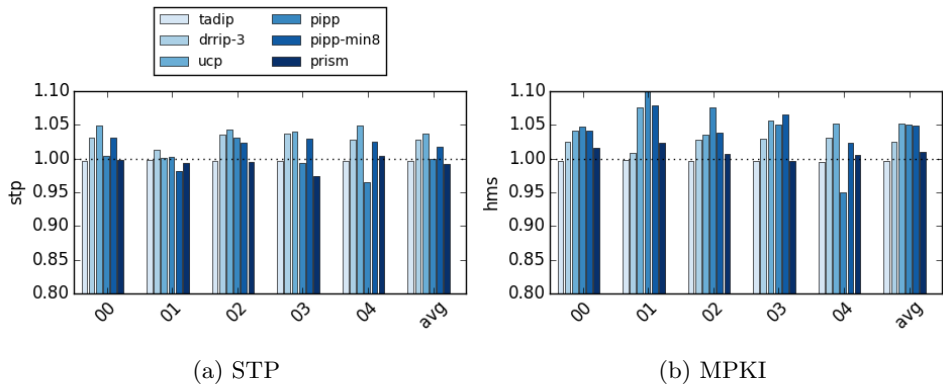 tadip pipp
drrip-3 pipp-min8
ucp prism
1.10
1.05
1.00
0.95
0.90
0.85
0.80
stp
00 01 02 03 04 avg
(a) STP
1.10
1.05
1.00
0.95
0.90
0.85
0.80
hms
00 01 02 03 04 avg
(b) MPKI